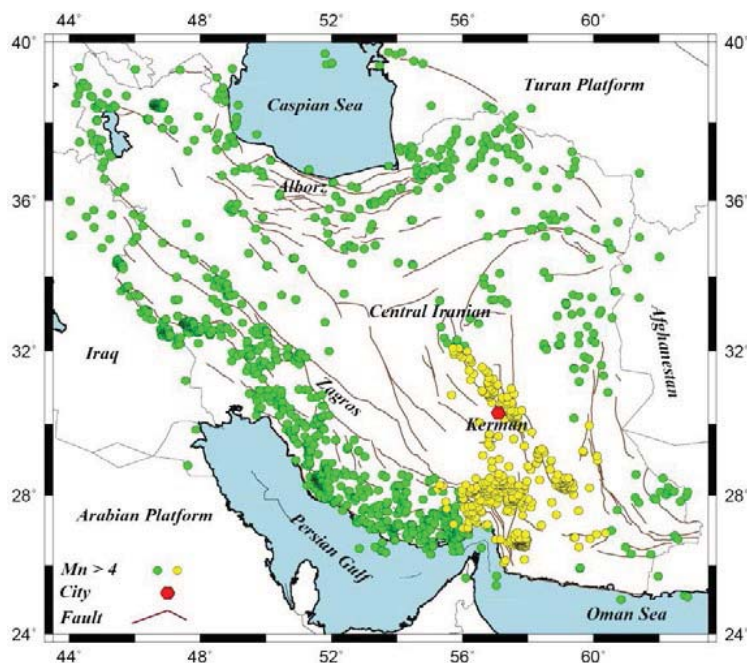 44˚ 48˚ 52˚ 56˚ 60˚
40˚ 40˚
Turan Platform
Caspian Sea
Alborz
36˚ 36˚
Central Iranian
Afghanestan
32˚ 32˚
Iraq
Zagros
Kerman
28˚ 28˚
Arabian Platform
Persian Gulf
Mn > 4
City
Fault
Oman Sea
24˚ 24˚
44 48 52 56 60